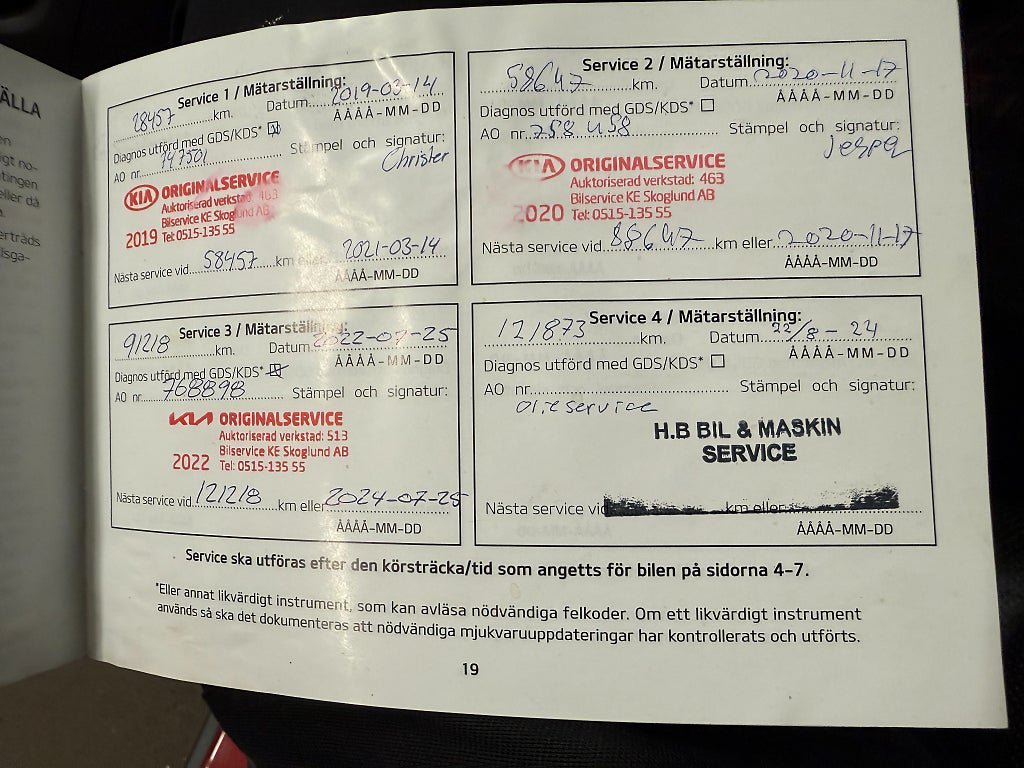 ÄLLA
en
igt no-
tingen
eller då
a.
erträds
lisga-
Service 1 / Mätarställning:
28457 km. Datum 2019-03-14
ÅÅÅÅ-MM-DD
Diagnos utförd med GDS/KDS*
AO nr. 747501 Stämpel och signatur:
Christer
KIA ORIGINALSERVICE
Auktoriserad verkstad: 463
Bilservice KE Skoglund AB
2019 Tel: 0515-135 55
Nästa service vid 58457 km eller 2021-03-14
ÅÅÅÅ-MM-DD
Service 2 / Mätarställning:
58647 km. Datum 2020-11-17
ÅÅÅÅ-MM-DD
Diagnos utförd med GDS/KDS*
AO nr. 758 458 Stämpel och signatur:
Jesper
KIA ORIGINALSERVICE
Auktoriserad verkstad: 463
Bilservice KE Skoglund AB
2020 Tel: 0515-135 55
Nästa service vid 88647 km eller 2020-11-17
ÅÅÅÅ-MM-DD
Service 3 / Mätarställning:
91218 km. Datum 2022-07-25
ÅÅÅÅ-MM-DD
Diagnos utförd med GDS/KDS*
AO nr. 768898 Stämpel och signatur:
KIA ORIGINALSERVICE
Auktoriserad verkstad: 513
Bilservice KE Skoglund AB
2022 Tel: 0515-135 55
Nästa service vid 121218 km eller 2024-07-25
ÅÅÅÅ-MM-DD
Service 4 / Mätarställning:
121873 km. Datum 22/8-24
ÅÅÅÅ-MM-DD
Diagnos utförd med GDS/KDS*
AO nr. Stämpel och signatur:
Oljeservice
H.B BIL & MASKIN
SERVICE
Nästa service vid km eller
ÅÅÅÅ-MM-DD
Service ska utföras efter den körsträcka/tid som angetts för bilen på sidorna 4-7.
*Eller annat likvärdigt instrument, som kan avläsa nödvändiga felkoder. Om ett likvärdigt instrument
används så ska det dokumenteras att nödvändiga mjukvaruuppdateringar har kontrollerats och utförts.
19